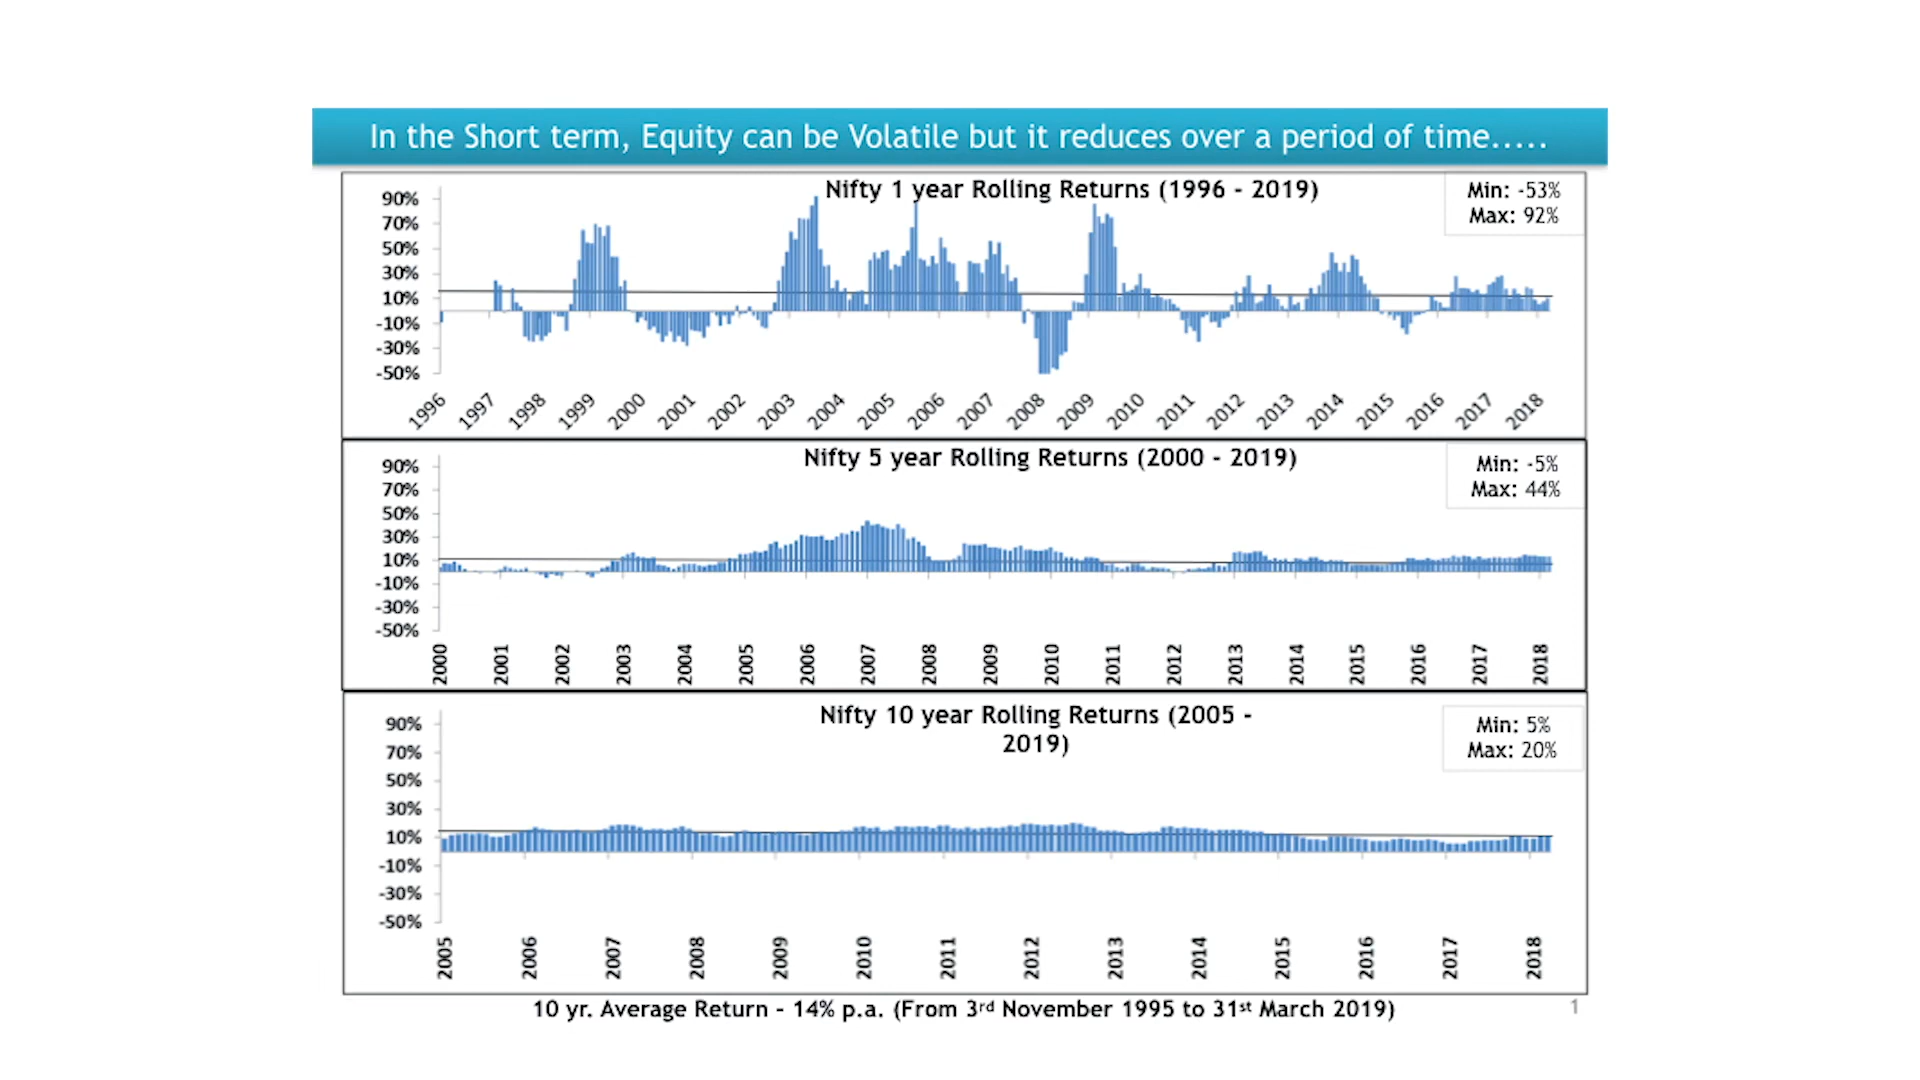 In the Short term, Equity can be Volatile but it reduces over a period of time.....
Nifty 1 year Rolling Returns (1996 - 2019)
Min: -53%
Max: 92%
90%
70%
50%
30%
10%
-10%
-30%
-50%
1996 1997 1998 1999 2000 2001 2002 2003 2004 2005 2006 2007 2008 2009 2010 2011 2012 2013 2014 2015 2016 2017 2018
Nifty 5 year Rolling Returns (2000 - 2019)
Min: -5%
Max: 44%
90%
70%
50%
30%
10%
-10%
-30%
-50%
2000 2001 2002 2003 2004 2005 2006 2007 2008 2009 2010 2011 2012 2013 2014 2015 2016 2017 2018
Nifty 10 year Rolling Returns (2005 -
2019)
Min: 5%
Max: 20%
90%
70%
50%
30%
10%
-10%
-30%
-50%
2005 2006 2007 2008 2009 2010 2011 2012 2013 2014 2015 2016 2017 2018
10 yr. Average Return - 14% p.a. (From 3rd November 1995 to 31st March 2019)
1